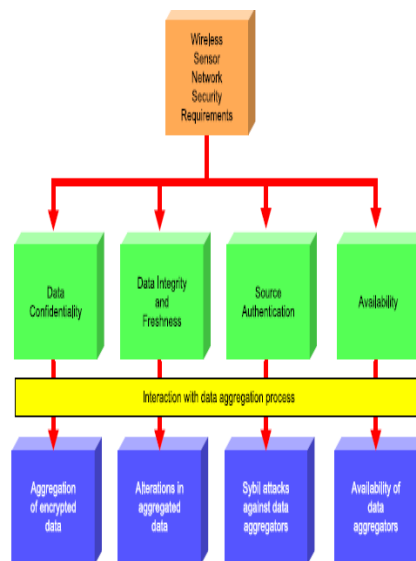 Wireless
Sensor
Network
Security
Requirements
Data
Confidentiality
Data Integrity
and
Freshness
Source
Authentication
Availability
Interaction with data aggregation process
Aggregation
of encrypted
data
Alterations in
aggregated
data
Sybil attacks
against data
aggregators
Availability of
data
aggregators